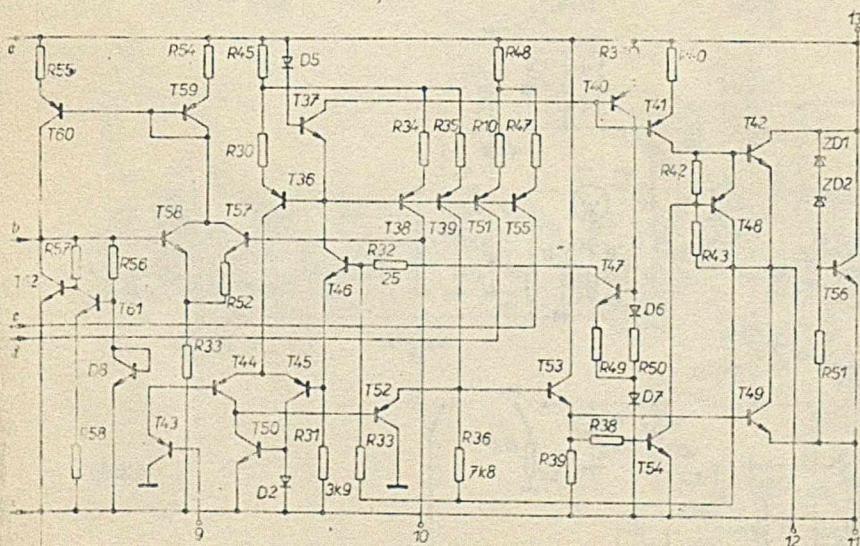 13
a
R55
R54
R45
D5
R48
T60
T59
T37
R34
R35
R10
R47
T40
T41
T42
ZD1
ZD2
R30
T36
T38
T39
T51
T55
R42
T48
R43
b
R57
R56
T58
T57
T46
R32
25
T47
T56
T61
R52
D6
R33
R49
R50
R51
D8
T44
T45
T52
T53
D7
T49
T43
T50
R31
3k9
R33
R36
7k8
R38
R39
T54
R58
D2
9
10
12
11